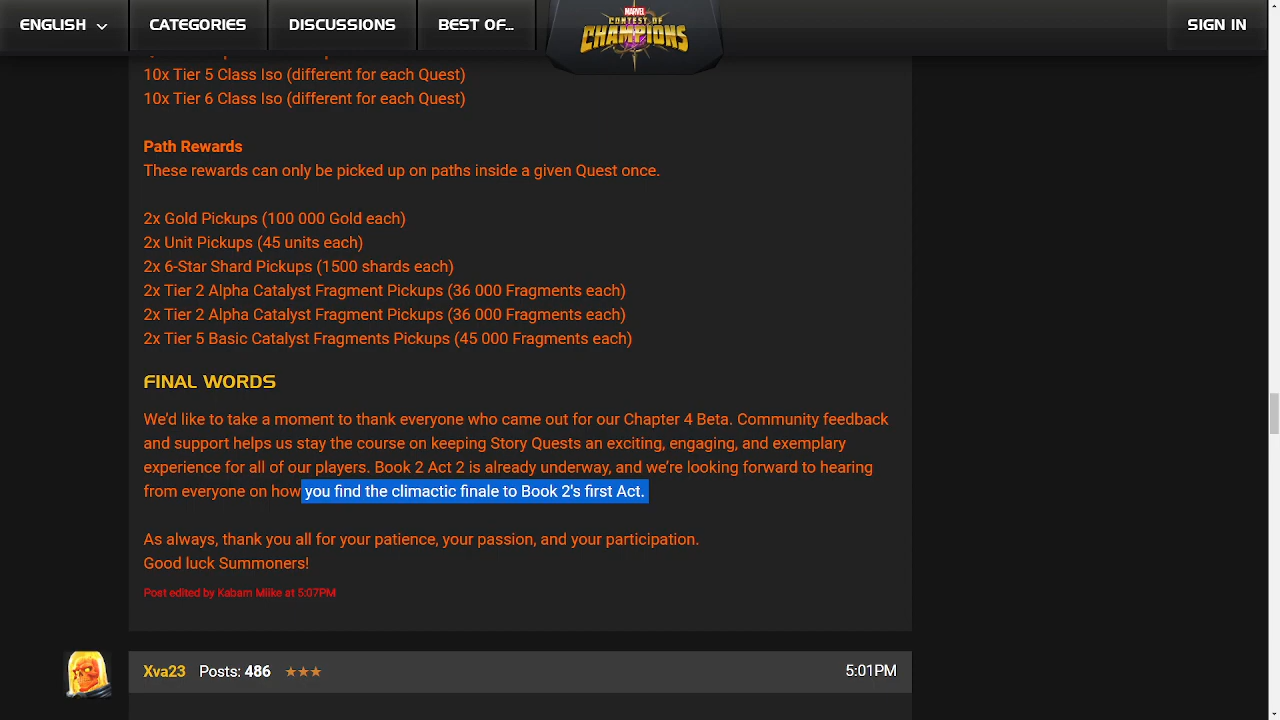 ENGLISH CATEGORIES DISCUSSIONS BEST OF... MARVEL CONTEST OF CHAMPIONS SIGN IN
10x Tier 5 Class Iso (different for each Quest)
10x Tier 6 Class Iso (different for each Quest)
Path Rewards
These rewards can only be picked up on paths inside a given Quest once.
2x Gold Pickups (100 000 Gold each)
2x Unit Pickups (45 units each)
2x 6-Star Shard Pickups (1500 shards each)
2x Tier 2 Alpha Catalyst Fragment Pickups (36 000 Fragments each)
2x Tier 2 Alpha Catalyst Fragment Pickups (36 000 Fragments each)
2x Tier 5 Basic Catalyst Fragments Pickups (45 000 Fragments each)
FINAL WORDS
We'd like to take a moment to thank everyone who came out for our Chapter 4 Beta. Community feedback
and support helps us stay the course on keeping Story Quests an exciting, engaging, and exemplary
experience for all of our players. Book 2 Act 2 is already underway, and we're looking forward to hearing
from everyone on how you find the climactic finale to Book 2's first Act.
As always, thank you all for your patience, your passion, and your participation.
Good luck Summoners!
Post edited by Kabam Miike at 5:07PM
Xva23 Posts: 486 ★★★ 5:01PM